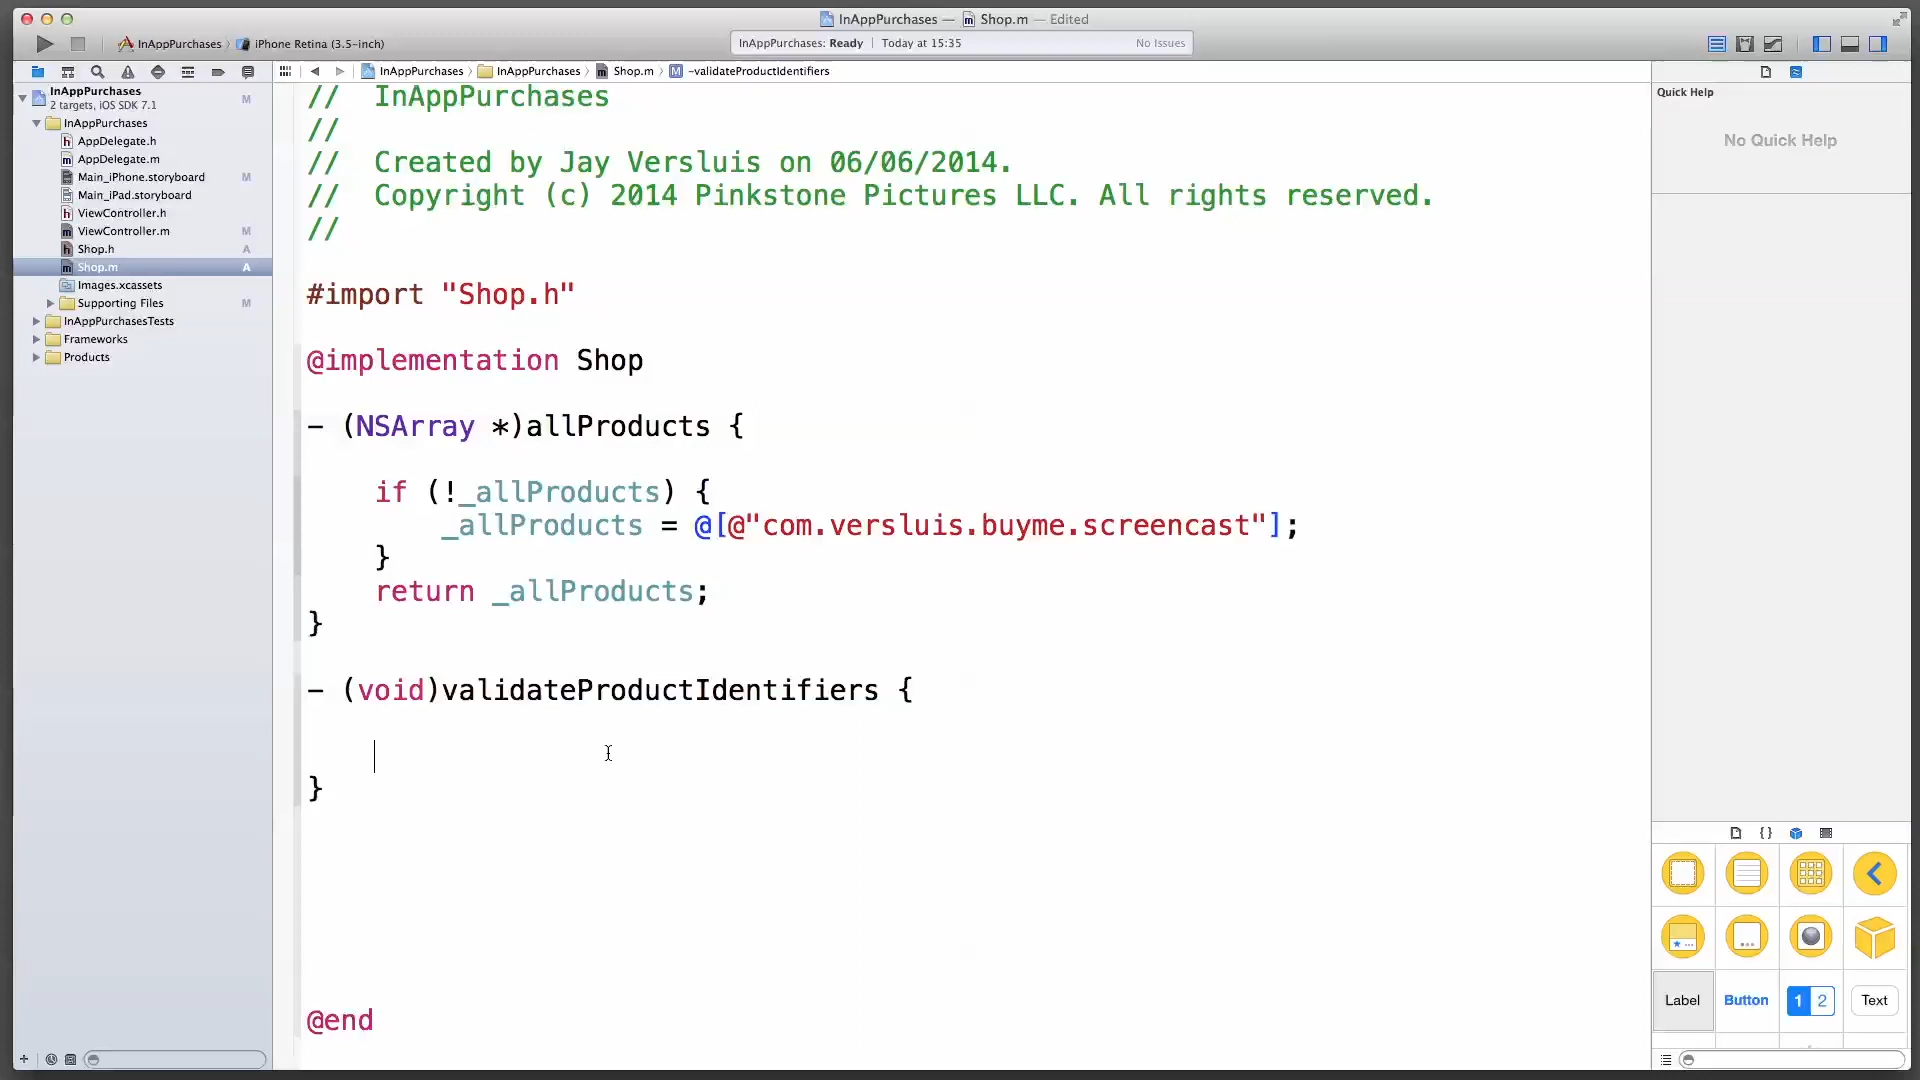 InAppPurchases — Shop.m — Edited
InAppPurchases 〉 iPhone Retina (3.5-inch)
InAppPurchases: Ready | Today at 15:35 No Issues
InAppPurchases 〉 InAppPurchases 〉 Shop.m 〉 M -validateProductIdentifiers
InAppPurchases M
2 targets, iOS SDK 7.1
InAppPurchases
h AppDelegate.h
m AppDelegate.m
Main_iPhone.storyboard M
Main_iPad.storyboard
h ViewController.h
m ViewController.m M
h Shop.h A
m Shop.m A
Images.xcassets
Supporting Files M
InAppPurchasesTests
Frameworks
Products
//  InAppPurchases
//
//  Created by Jay Versluis on 06/06/2014.
//  Copyright (c) 2014 Pinkstone Pictures LLC. All rights reserved.
//
#import "Shop.h"
@implementation Shop
- (NSArray *)allProducts {
    if (!_allProducts) {
        _allProducts = @[@"com.versluis.buyme.screencast"];
    }
    return _allProducts;
}
- (void)validateProductIdentifiers {
}
@end
Quick Help
No Quick Help
{ }
Label Button 1 2 Text